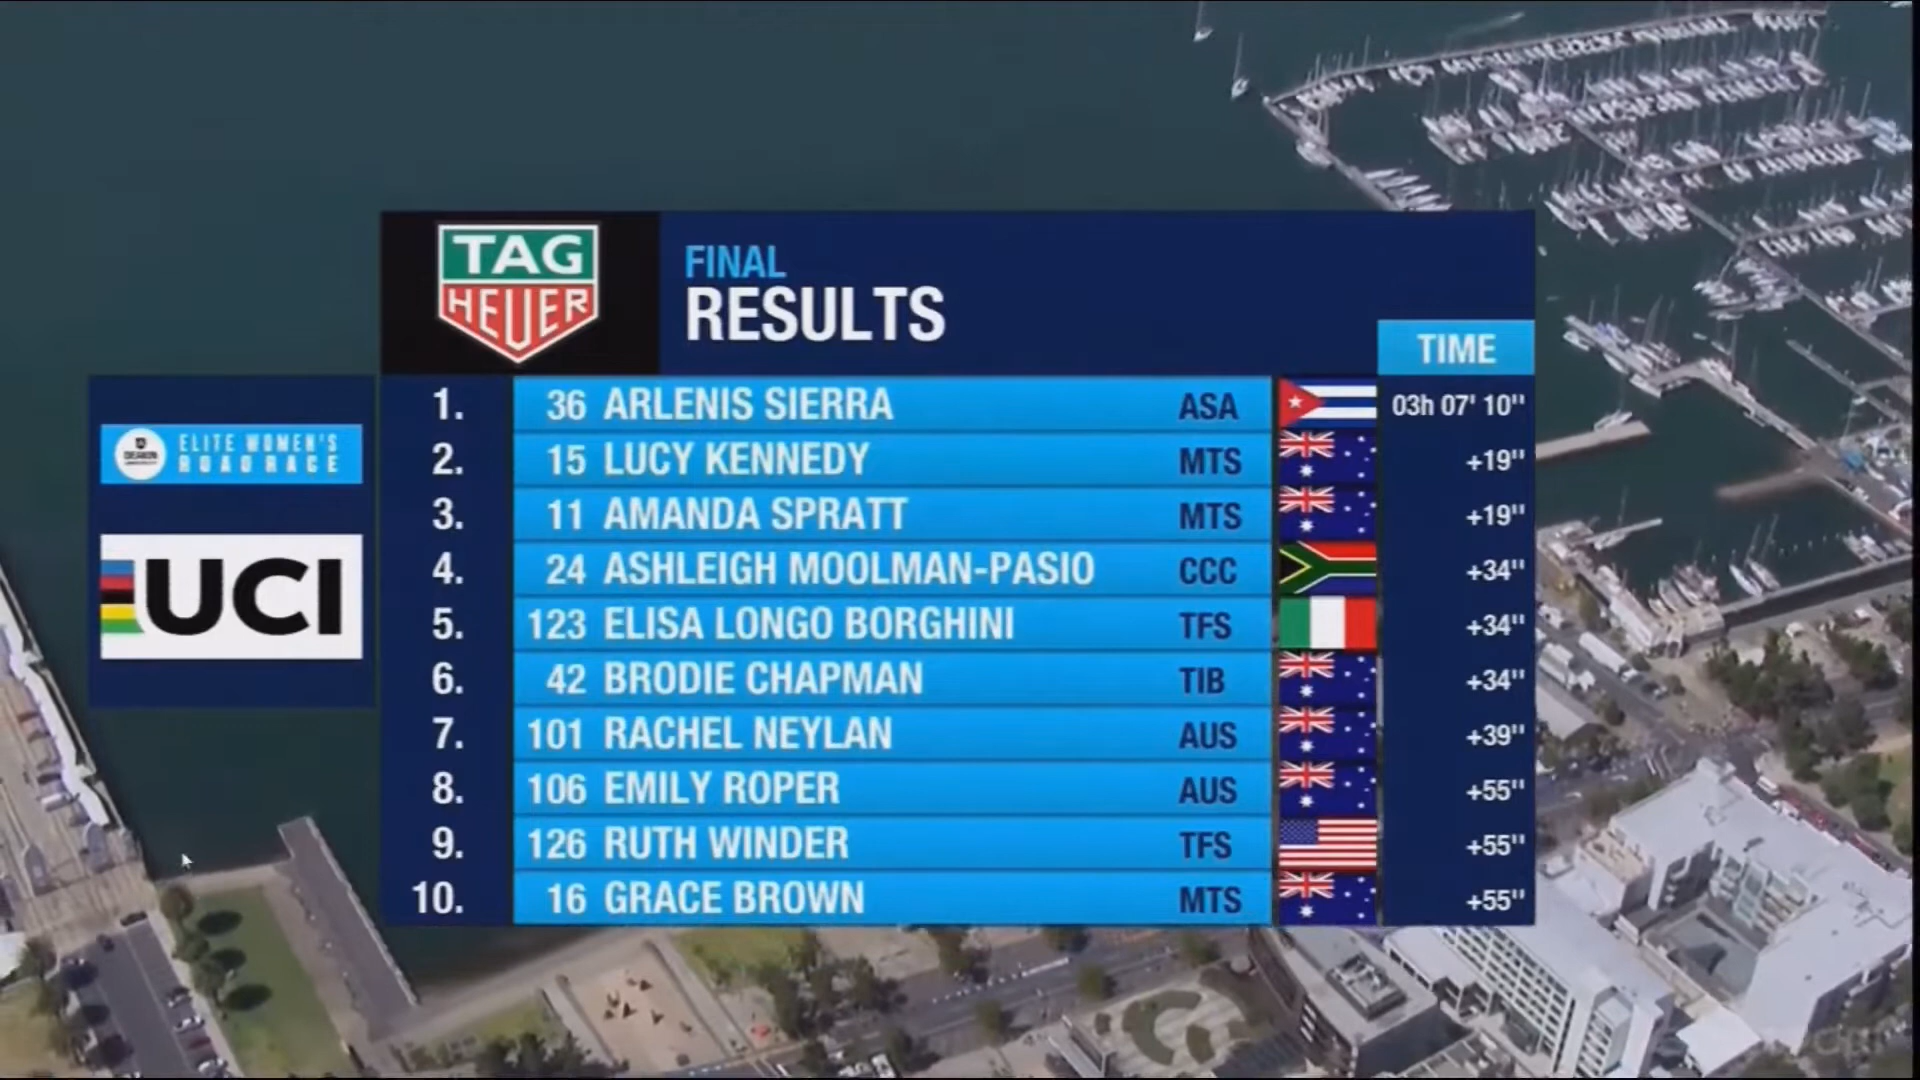 TAG
HEUER
FINAL
RESULTS
TIME
DEAKIN
ELITE WOMEN'S
ROAD RACE
UCI
1. 36 ARLENIS SIERRA ASA 03h 07' 10"
2. 15 LUCY KENNEDY MTS +19"
3. 11 AMANDA SPRATT MTS +19"
4. 24 ASHLEIGH MOOLMAN-PASIO CCC +34"
5. 123 ELISA LONGO BORGHINI TFS +34"
6. 42 BRODIE CHAPMAN TIB +34"
7. 101 RACHEL NEYLAN AUS +39"
8. 106 EMILY ROPER AUS +55"
9. 126 RUTH WINDER TFS +55"
10. 16 GRACE BROWN MTS +55"